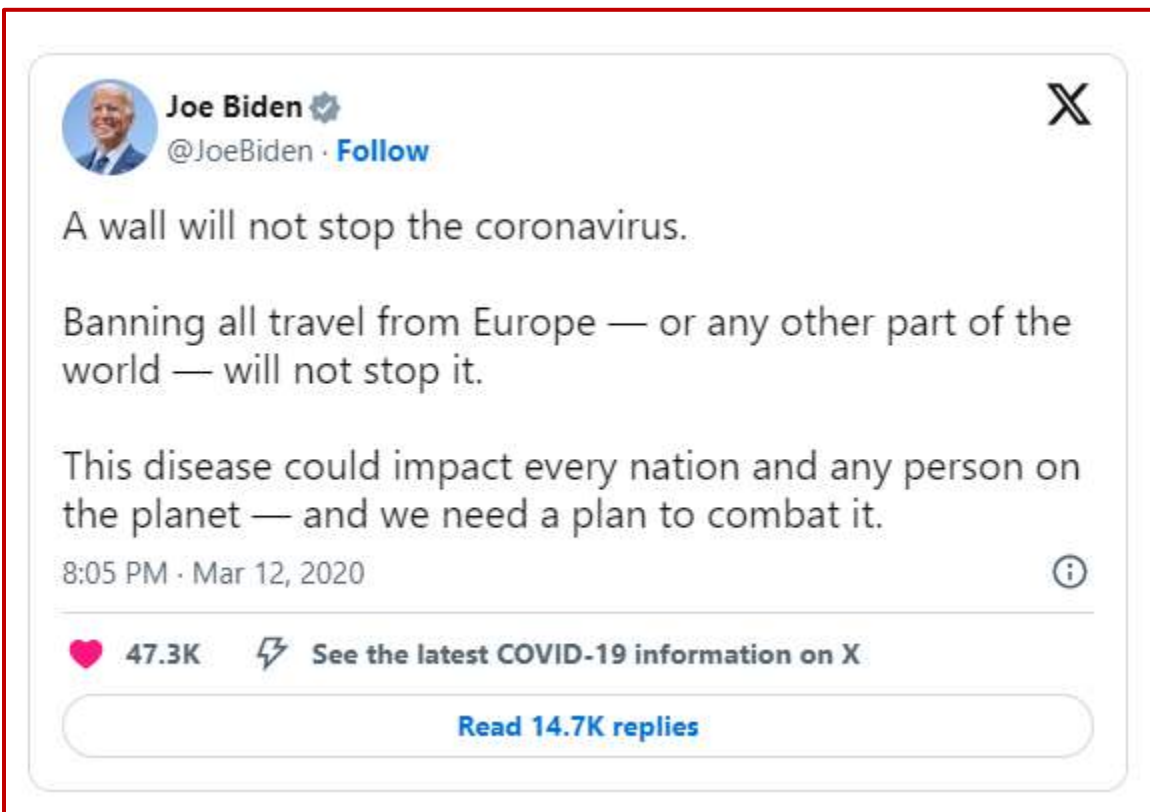 Joe Biden
@JoeBiden · Follow
A wall will not stop the coronavirus.
Banning all travel from Europe — or any other part of the
world — will not stop it.
This disease could impact every nation and any person on
the planet — and we need a plan to combat it.
8:05 PM · Mar 12, 2020
47.3K See the latest COVID-19 information on X
Read 14.7K replies